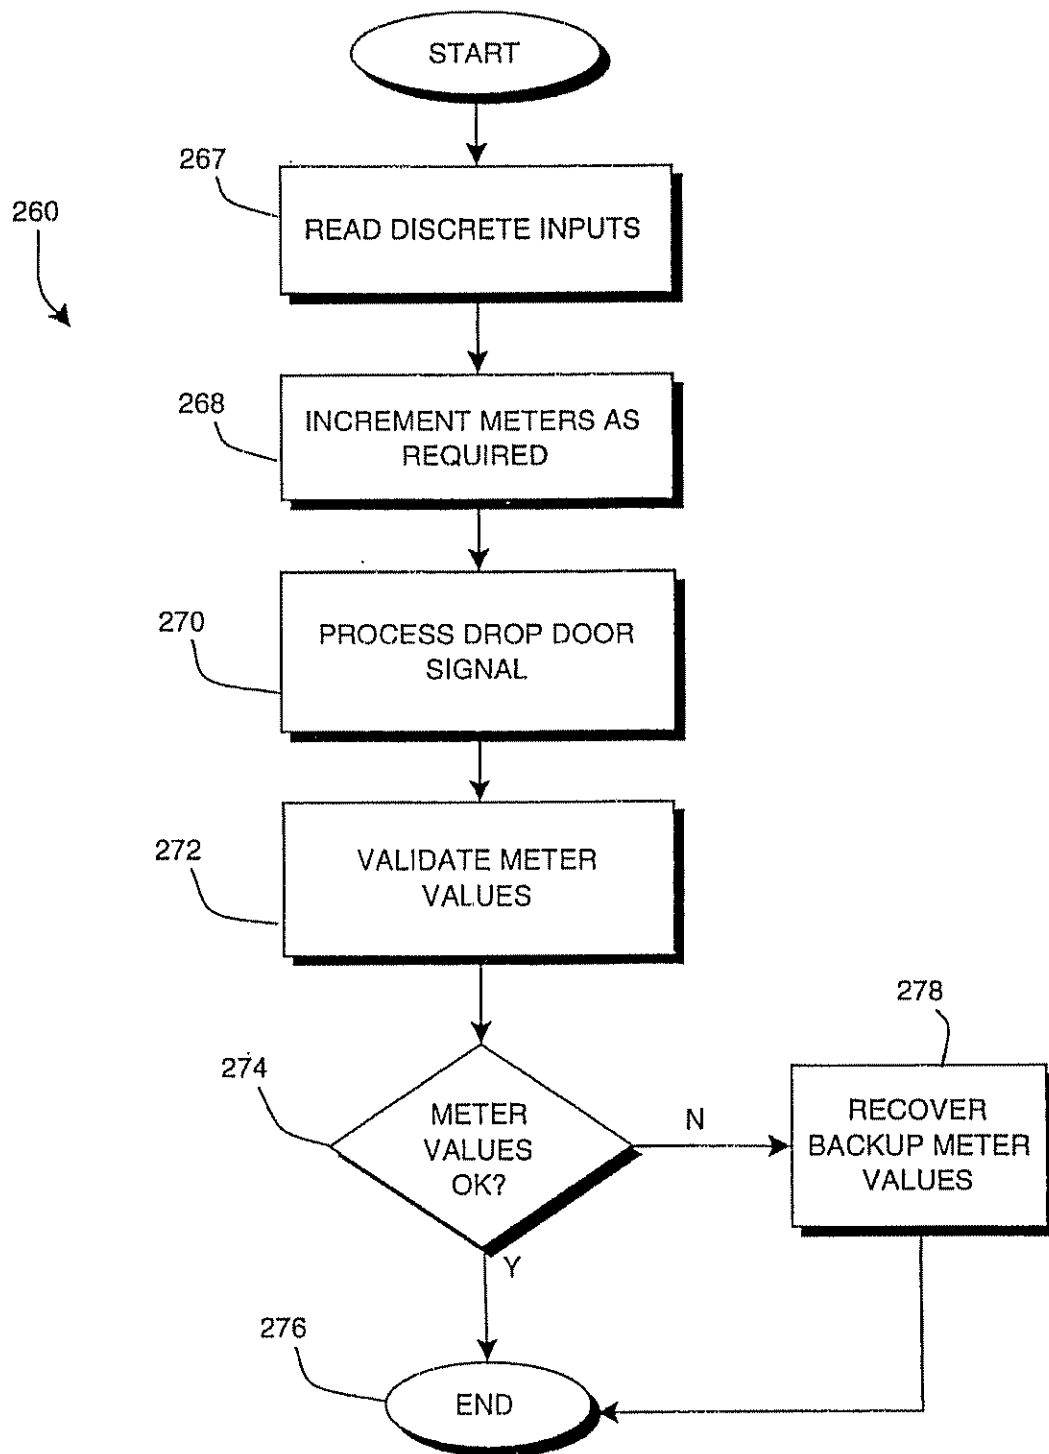 START
267
READ DISCRETE INPUTS
260
268
INCREMENT METERS AS
REQUIRED
270
PROCESS DROP DOOR
SIGNAL
272
VALIDATE METER
VALUES
274
METER
VALUES
OK?
N
278
RECOVER
BACKUP METER
VALUES
Y
276
END